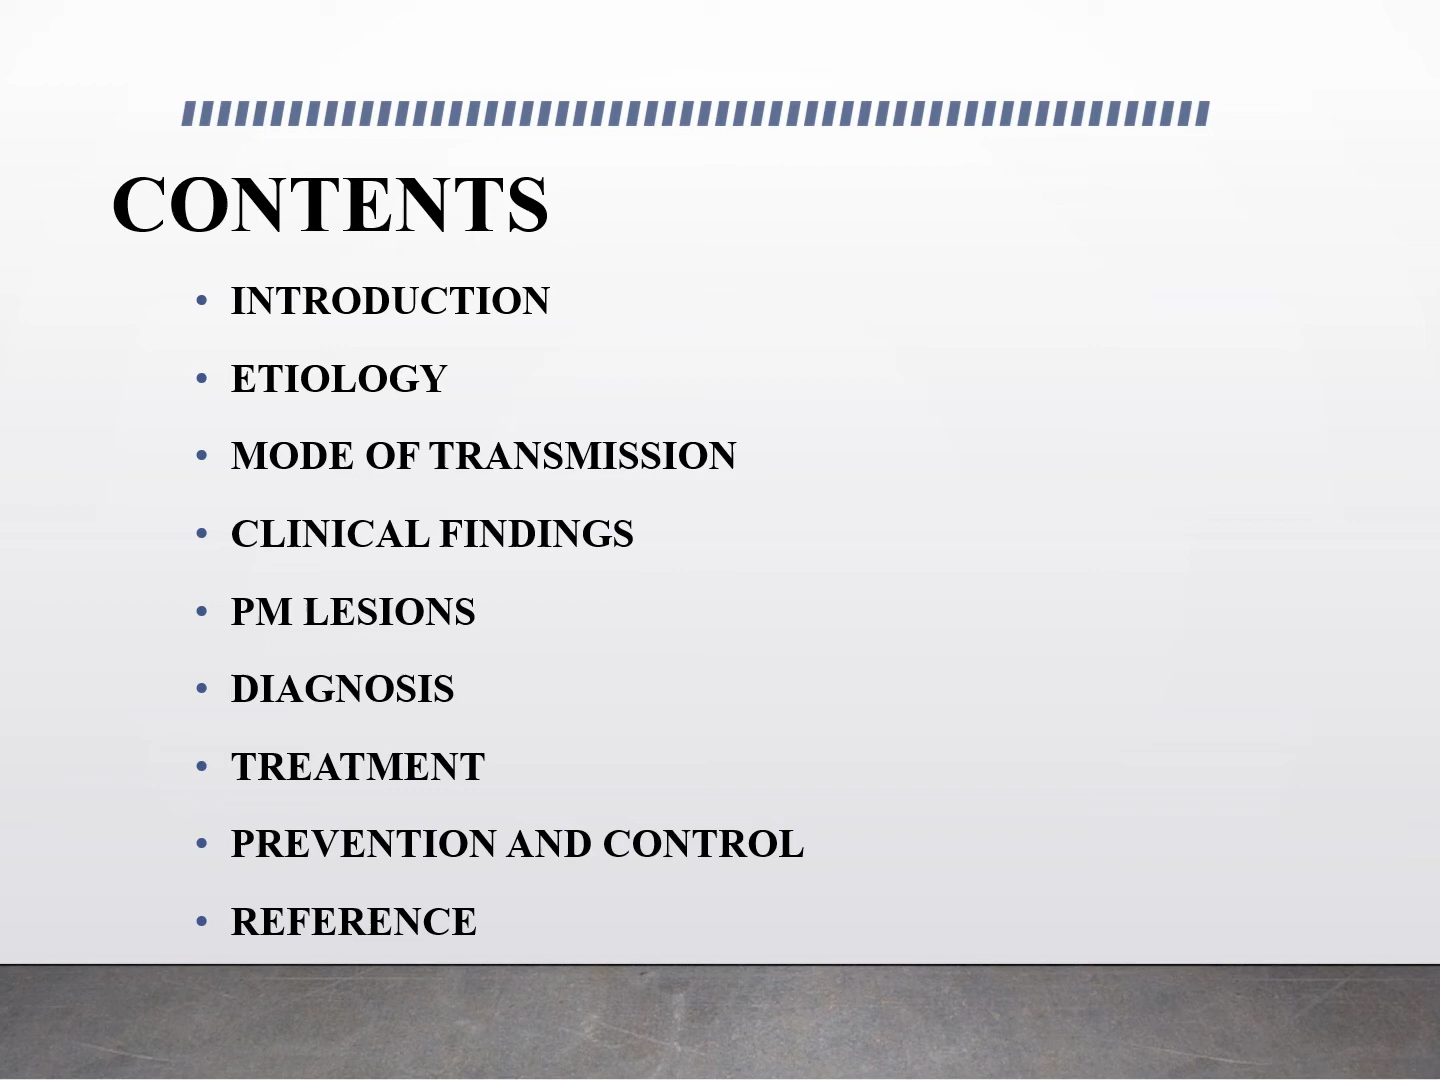 CONTENTS
• INTRODUCTION
• ETIOLOGY
• MODE OF TRANSMISSION
• CLINICAL FINDINGS
• PM LESIONS
• DIAGNOSIS
• TREATMENT
• PREVENTION AND CONTROL
• REFERENCE